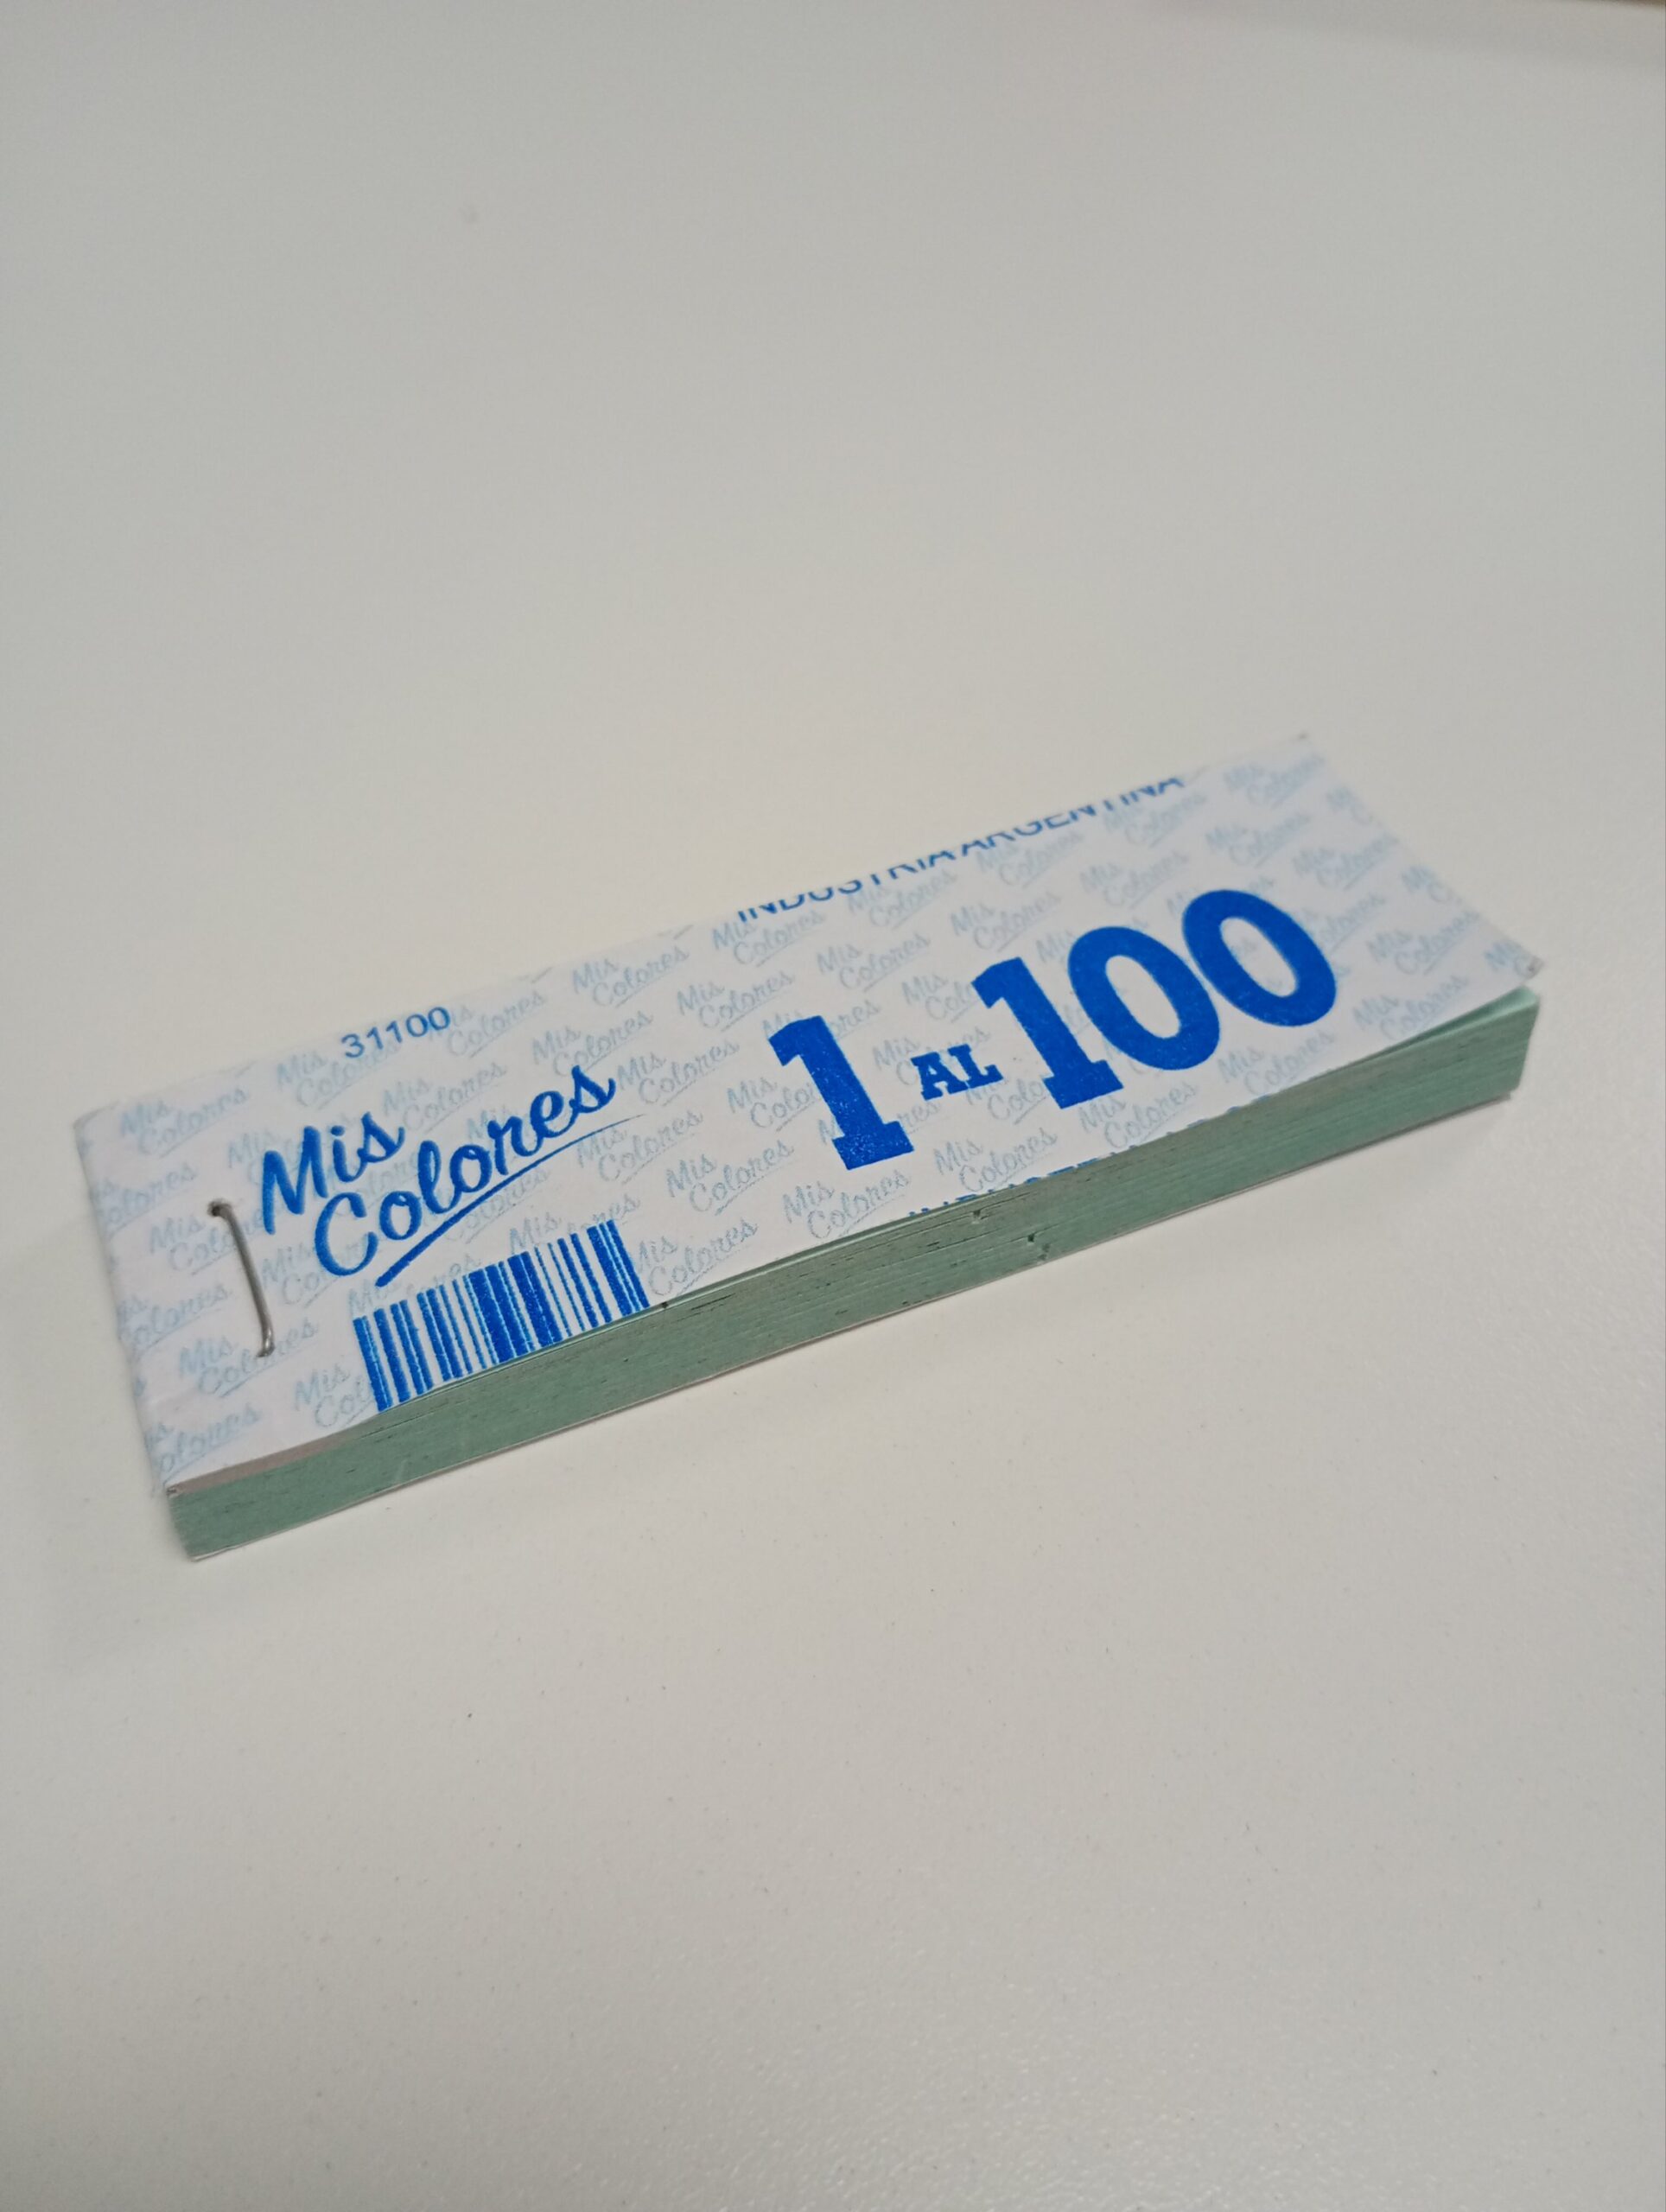 INDUSTRIA ARGENTINA
31100
Mis
Colores
1 AL 100